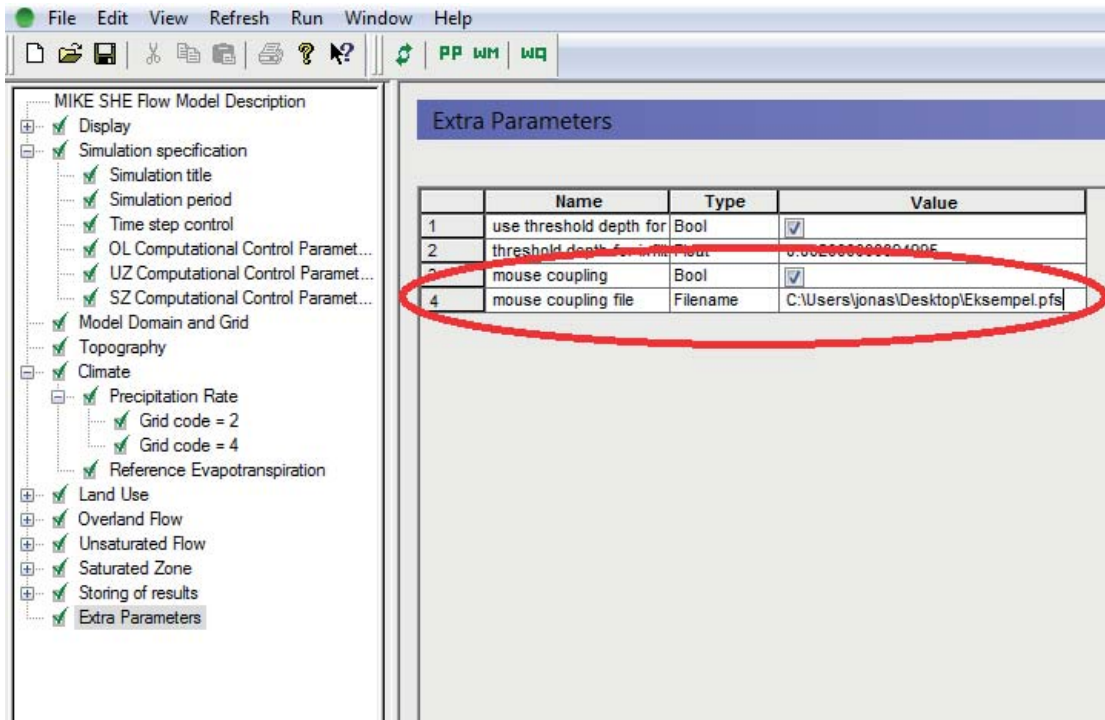 File Edit View Refresh Run Window Help
PP WM WQ
MIKE SHE Flow Model Description
Display
Simulation specification
Simulation title
Simulation period
Time step control
OL Computational Control Paramet...
UZ Computational Control Paramet...
SZ Computational Control Paramet...
Model Domain and Grid
Topography
Climate
Precipitation Rate
Grid code = 2
Grid code = 4
Reference Evapotranspiration
Land Use
Overland Flow
Unsaturated Flow
Saturated Zone
Storing of results
Extra Parameters
Extra Parameters
Name Type Value
1 use threshold depth for Bool
2 threshold depth for infilt Float
3 mouse coupling Bool
4 mouse coupling file Filename C:\Users\jonas\Desktop\Eksempel.pfs